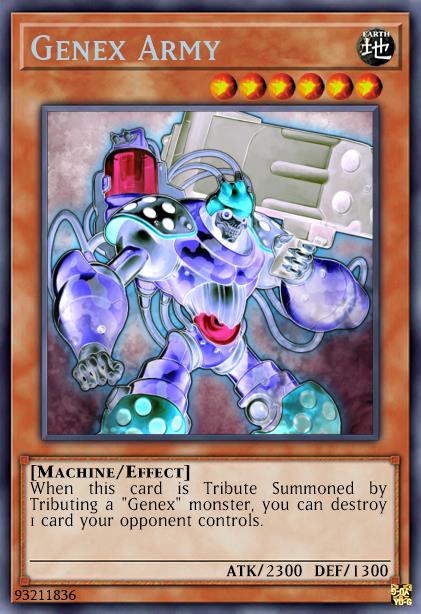 GENEX ARMY
EARTH
地
[MACHINE/EFFECT]
When this card is Tribute Summoned by
Tributing a "Genex" monster, you can destroy
1 card your opponent controls.
ATK/2300 DEF/1300
93211836